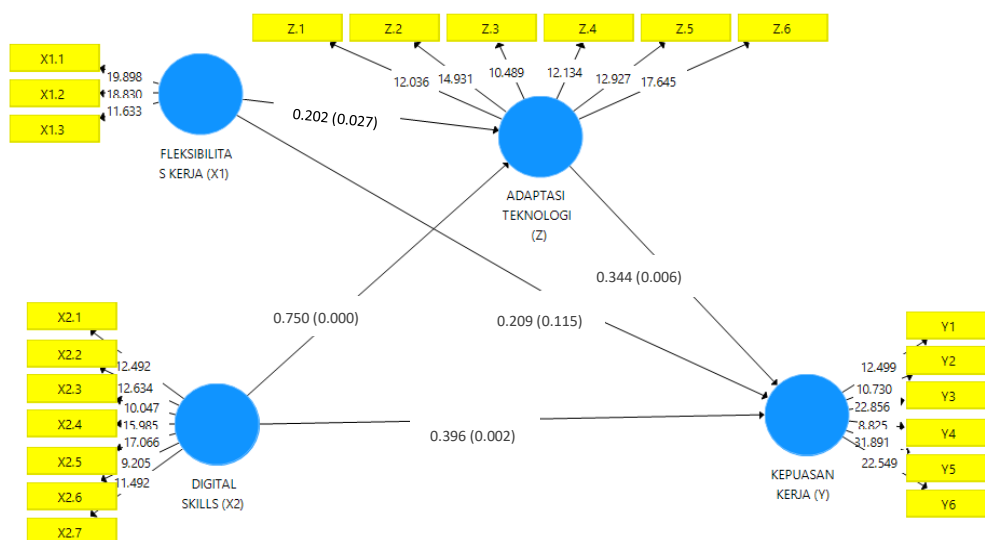 Z.1
Z.2
Z.3
Z.4
Z.5
Z.6
12.036
14.931
10.489
12.134
12.927
17.645
X1.1
X1.2
X1.3
19.898
18.830
11.633
FLEKSIBILITA
S KERJA (X1)
0.202 (0.027)
ADAPTASI
TEKNOLOGI
(Z)
0.344 (0.006)
0.750 (0.000)
0.209 (0.115)
0.396 (0.002)
X2.1
X2.2
X2.3
X2.4
X2.5
X2.6
X2.7
12.492
12.634
10.047
15.985
17.066
9.205
11.492
DIGITAL
SKILLS (X2)
KEPUASAN
KERJA (Y)
12.499
10.730
22.856
8.825
31.891
22.549
Y1
Y2
Y3
Y4
Y5
Y6